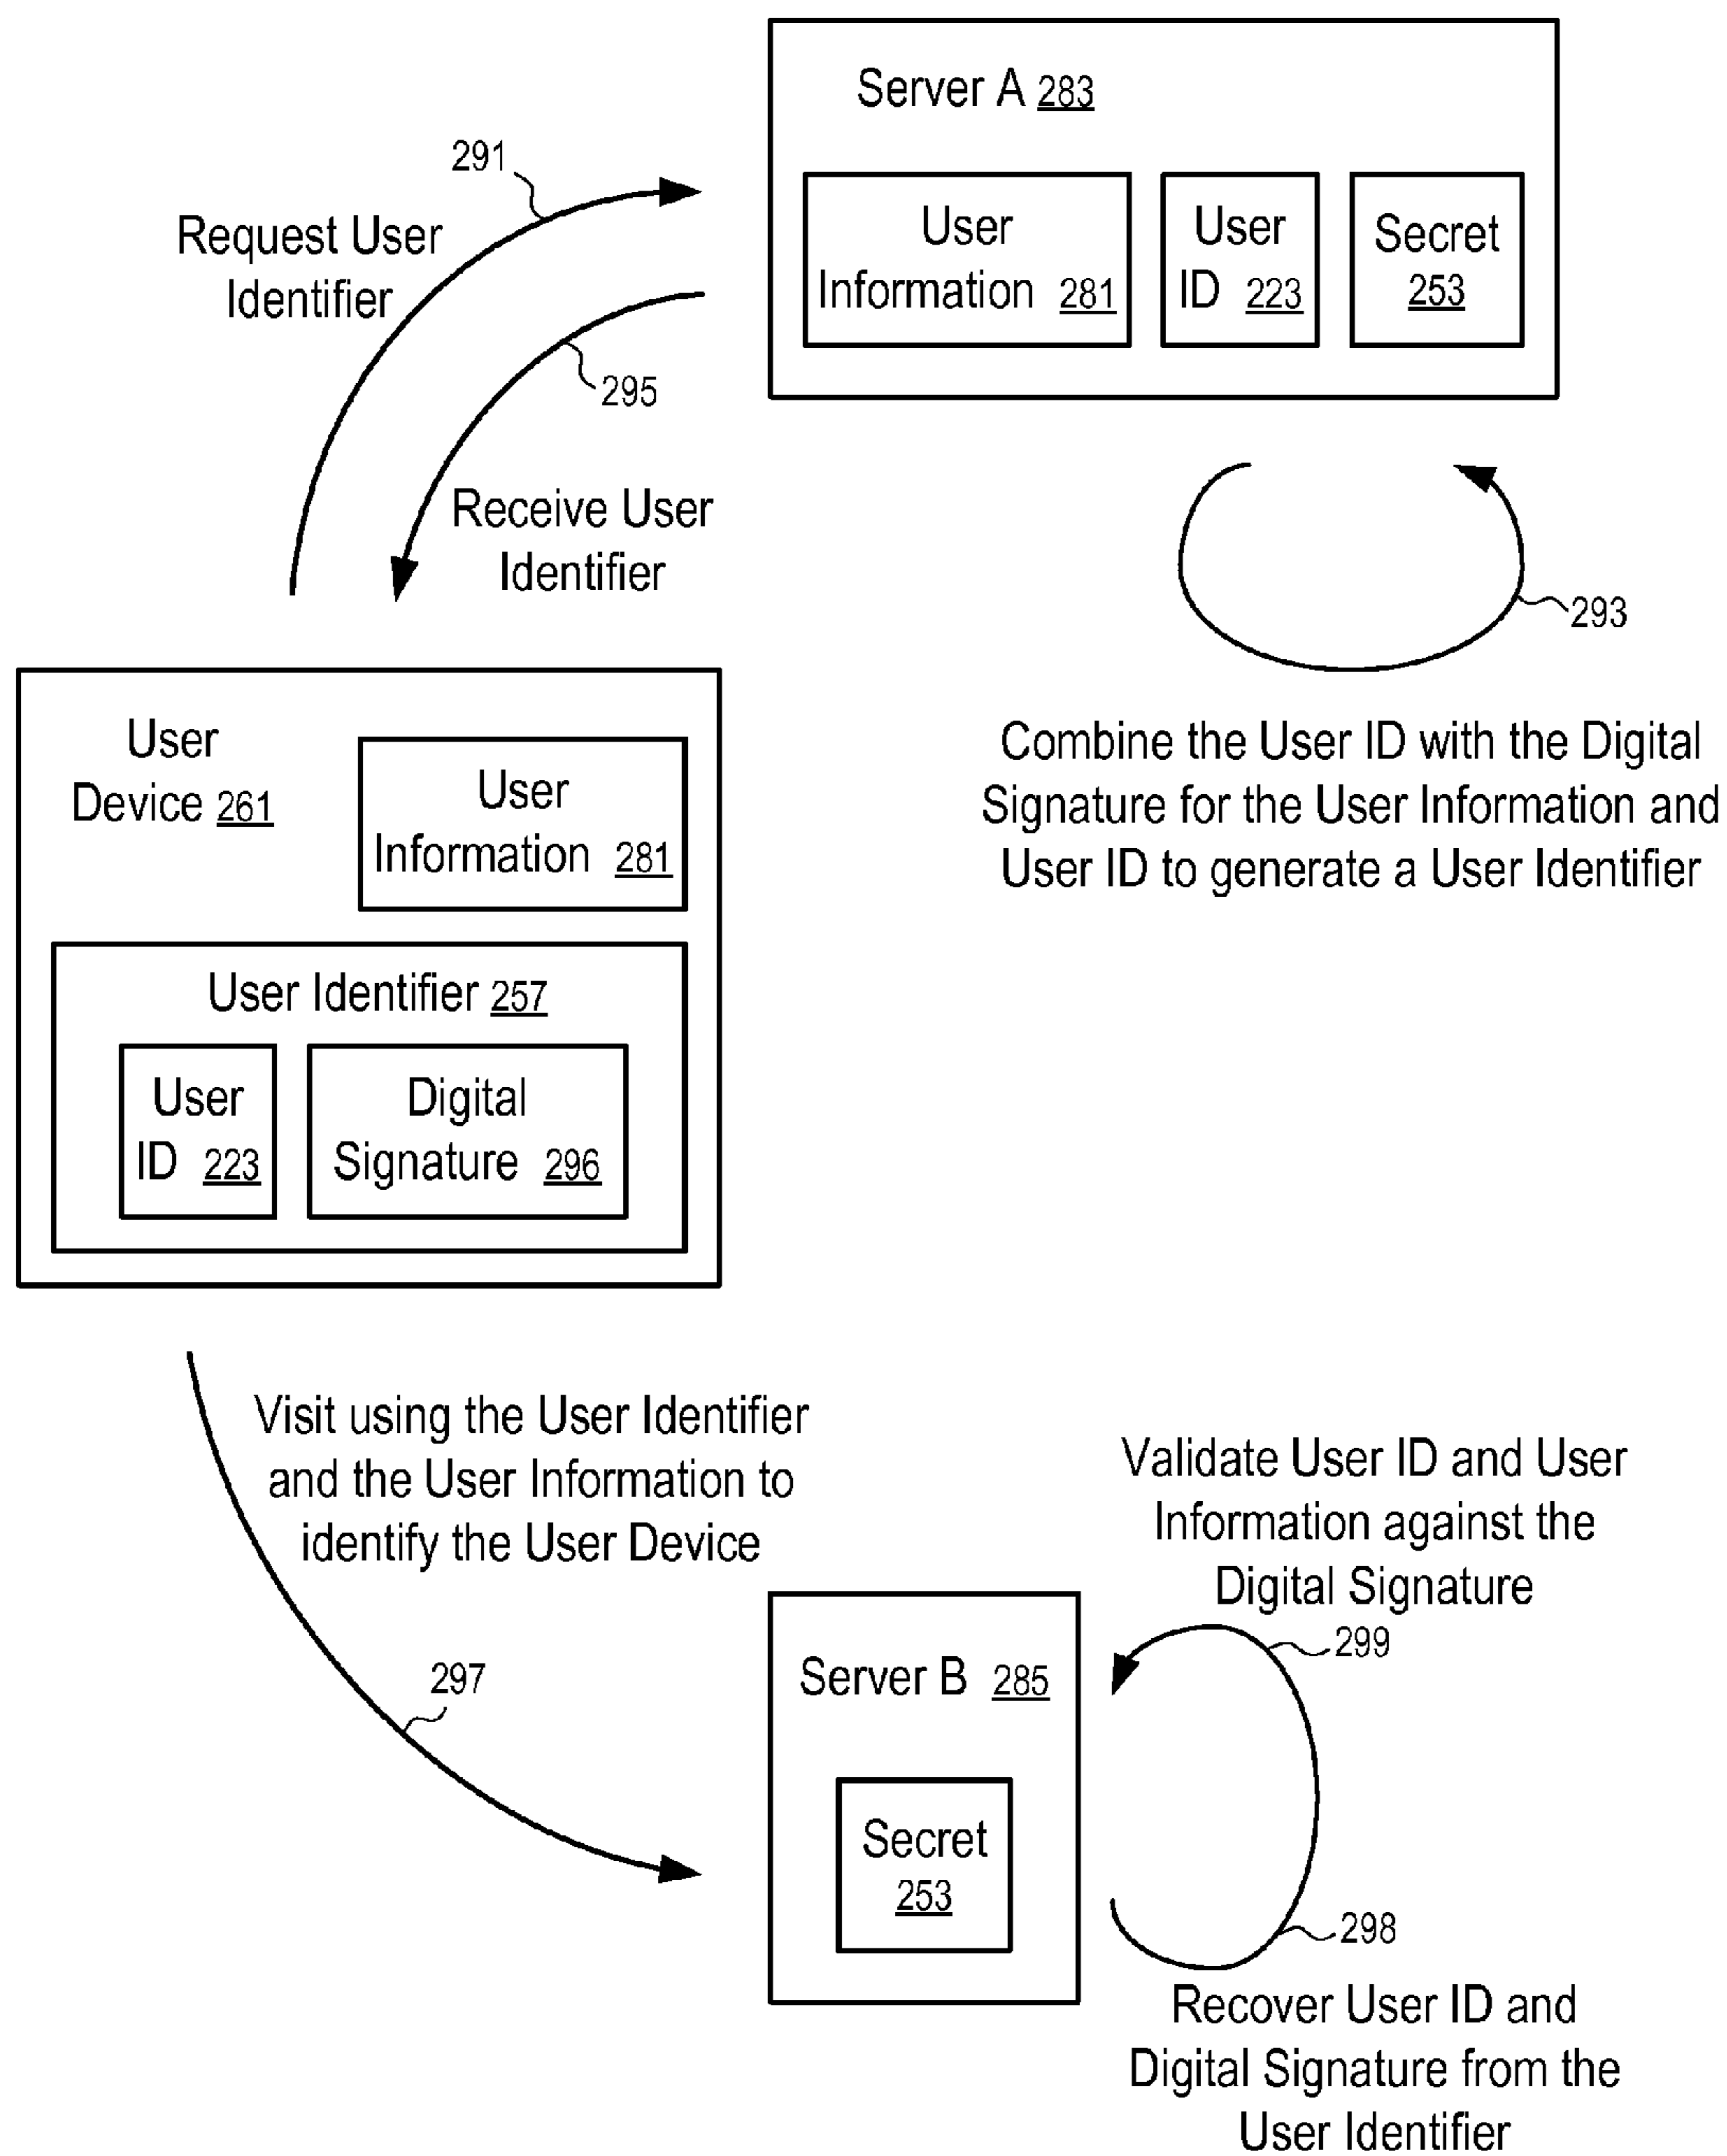 Server A 283
User
Information 281
User
ID 223
Secret
253
291
Request User
Identifier
295
Receive User
Identifier
293
Combine the User ID with the Digital
Signature for the User Information and
User ID to generate a User Identifier
User
Device 261
User
Information 281
User Identifier 257
User
ID 223
Digital
Signature 296
Visit using the User Identifier
and the User Information to
identify the User Device
297
Server B 285
Secret
253
Validate User ID and User
Information against the
Digital Signature
299
298
Recover User ID and
Digital Signature from the
User Identifier